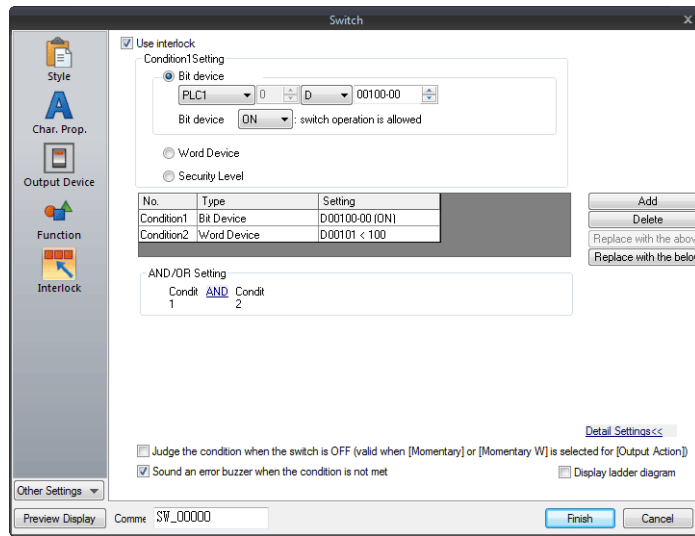 Switch
x
Use interlock
Condition1Setting
Bit device
PLC1 0 D 00100-00
Bit device ON : switch operation is allowed
Word Device
Security Level
No. Type Setting
Condition1 Bit Device D00100-00 (ON)
Condition2 Word Device D00101 < 100
Add
Delete
Replace with the abov
Replace with the belo
AND/OR Setting
Condit AND Condit
1 2
Detail Settings<<
Judge the condition when the switch is OFF (valid when [Momentary] or [Momentary W] is selected for [Output Action])
Sound an error buzzer when the condition is not met
Display ladder diagram
Style
Char. Prop.
Output Device
Function
Interlock
Other Settings
Preview Display
Comme SW_00000
Finish
Cancel